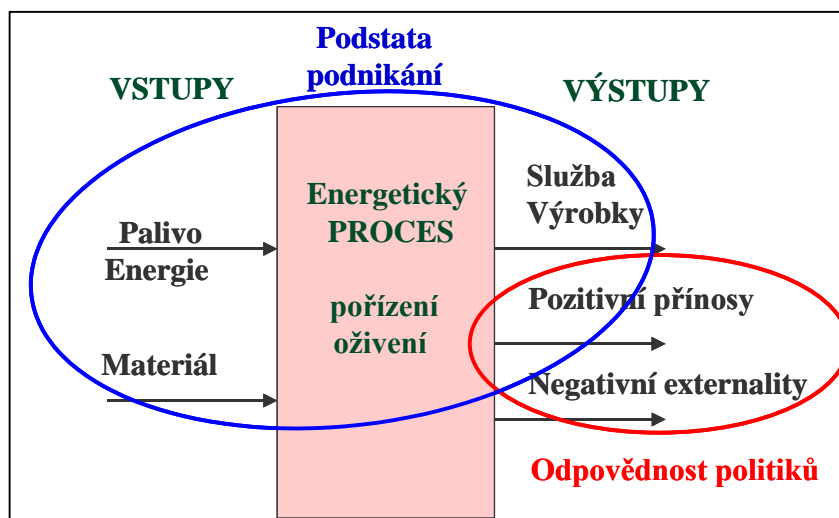 Podstata
podnikání
VSTUPY
VÝSTUPY
Energetický
PROCES
pořízení
oživení
Palivo
Energie
Materiál
Služba
Výrobky
Pozitivní přínosy
Negativní externality
Odpovědnost politiků